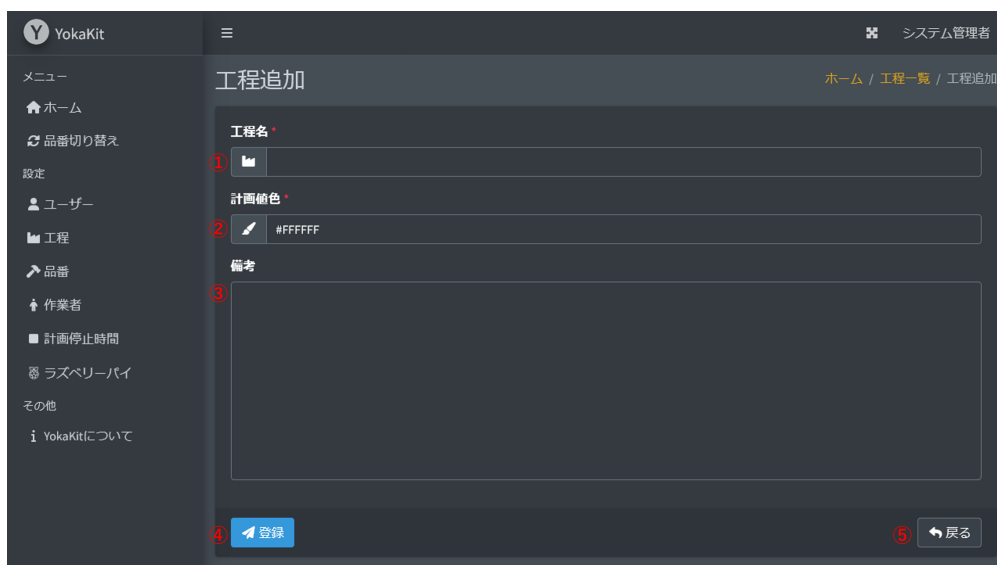 Y YokaKit
システム管理者
メニュー
ホーム
品番切り替え
設定
ユーザー
工程
品番
作業者
計画停止時間
ラズベリーパイ
その他
YokaKitについて
工程追加
ホーム / 工程一覧 / 工程追加
工程名 *
①
計画値色 *
② #FFFFFF
備考
③
④ 登録
⑤ 戻る